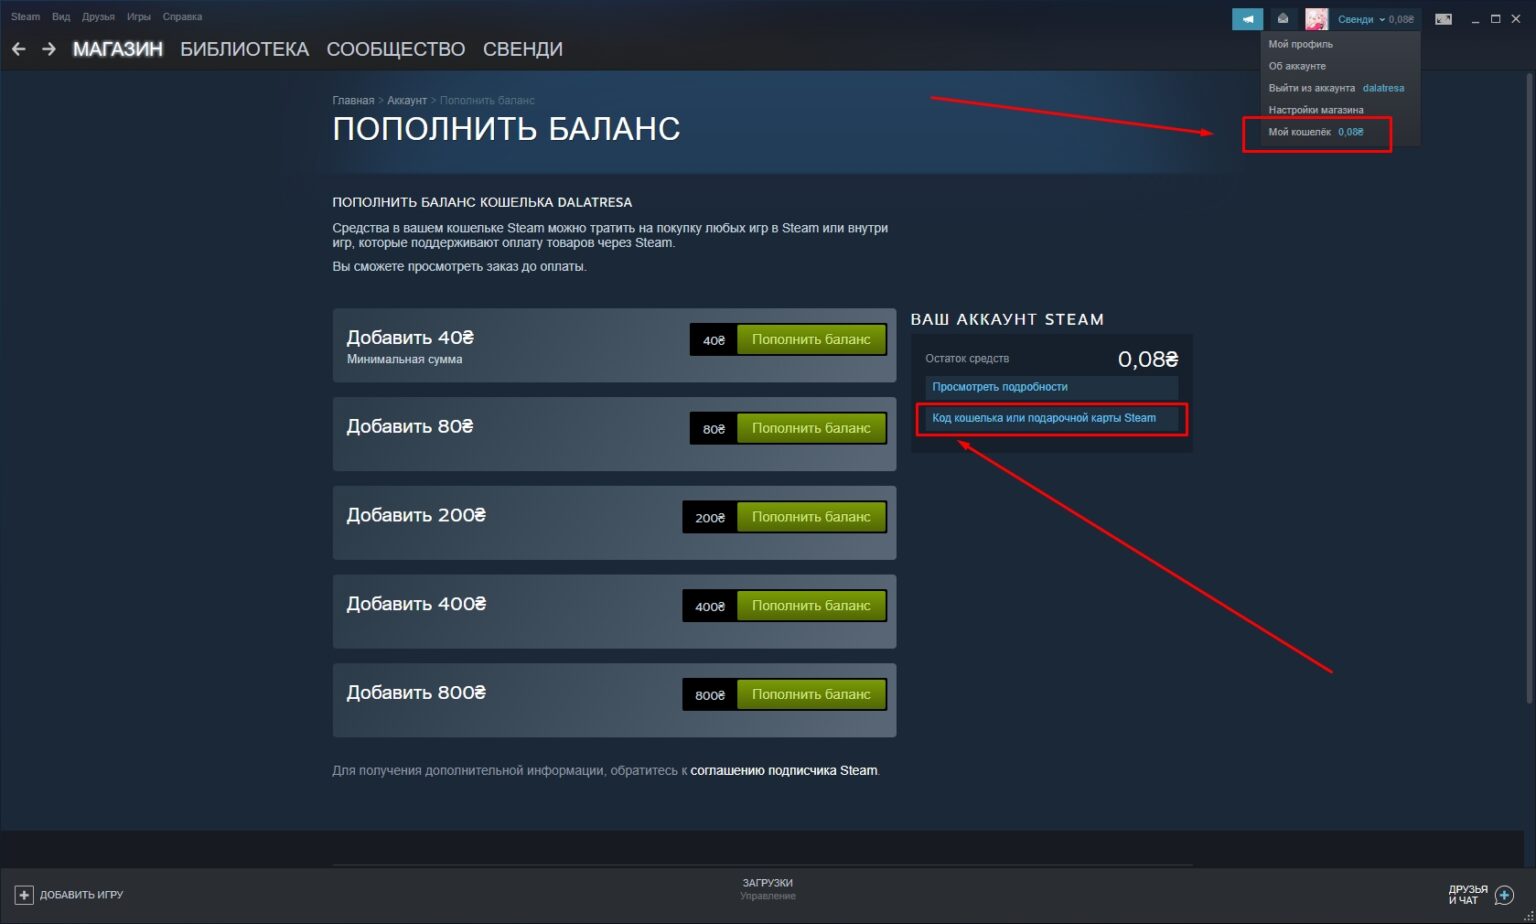 Steam Вид Друзья Игры Справка
Свенди 0,08₴
МАГАЗИН БИБЛИОТЕКА СООБЩЕСТВО СВЕНДИ
Мой профиль
Об аккаунте
Выйти из аккаунта dalatresa
Настройки магазина
Мой кошелёк 0,08₴
Главная > Аккаунт > Пополнить баланс
ПОПОЛНИТЬ БАЛАНС
ПОПОЛНИТЬ БАЛАНС КОШЕЛЬКА DALATRESA
Средства в вашем кошельке Steam можно тратить на покупку любых игр в Steam или внутри
игр, которые поддерживают оплату товаров через Steam.
Вы сможете просмотреть заказ до оплаты.
Добавить 40₴
Минимальная сумма
40₴ Пополнить баланс
Добавить 80₴
80₴ Пополнить баланс
Добавить 200₴
200₴ Пополнить баланс
Добавить 400₴
400₴ Пополнить баланс
Добавить 800₴
800₴ Пополнить баланс
ВАШ АККАУНТ STEAM
Остаток средств 0,08₴
Просмотреть подробности
Код кошелька или подарочной карты Steam
Для получения дополнительной информации, обратитесь к соглашению подписчика Steam.
ДОБАВИТЬ ИГРУ
ЗАГРУЗКИ
Управление
ДРУЗЬЯ
И ЧАТ